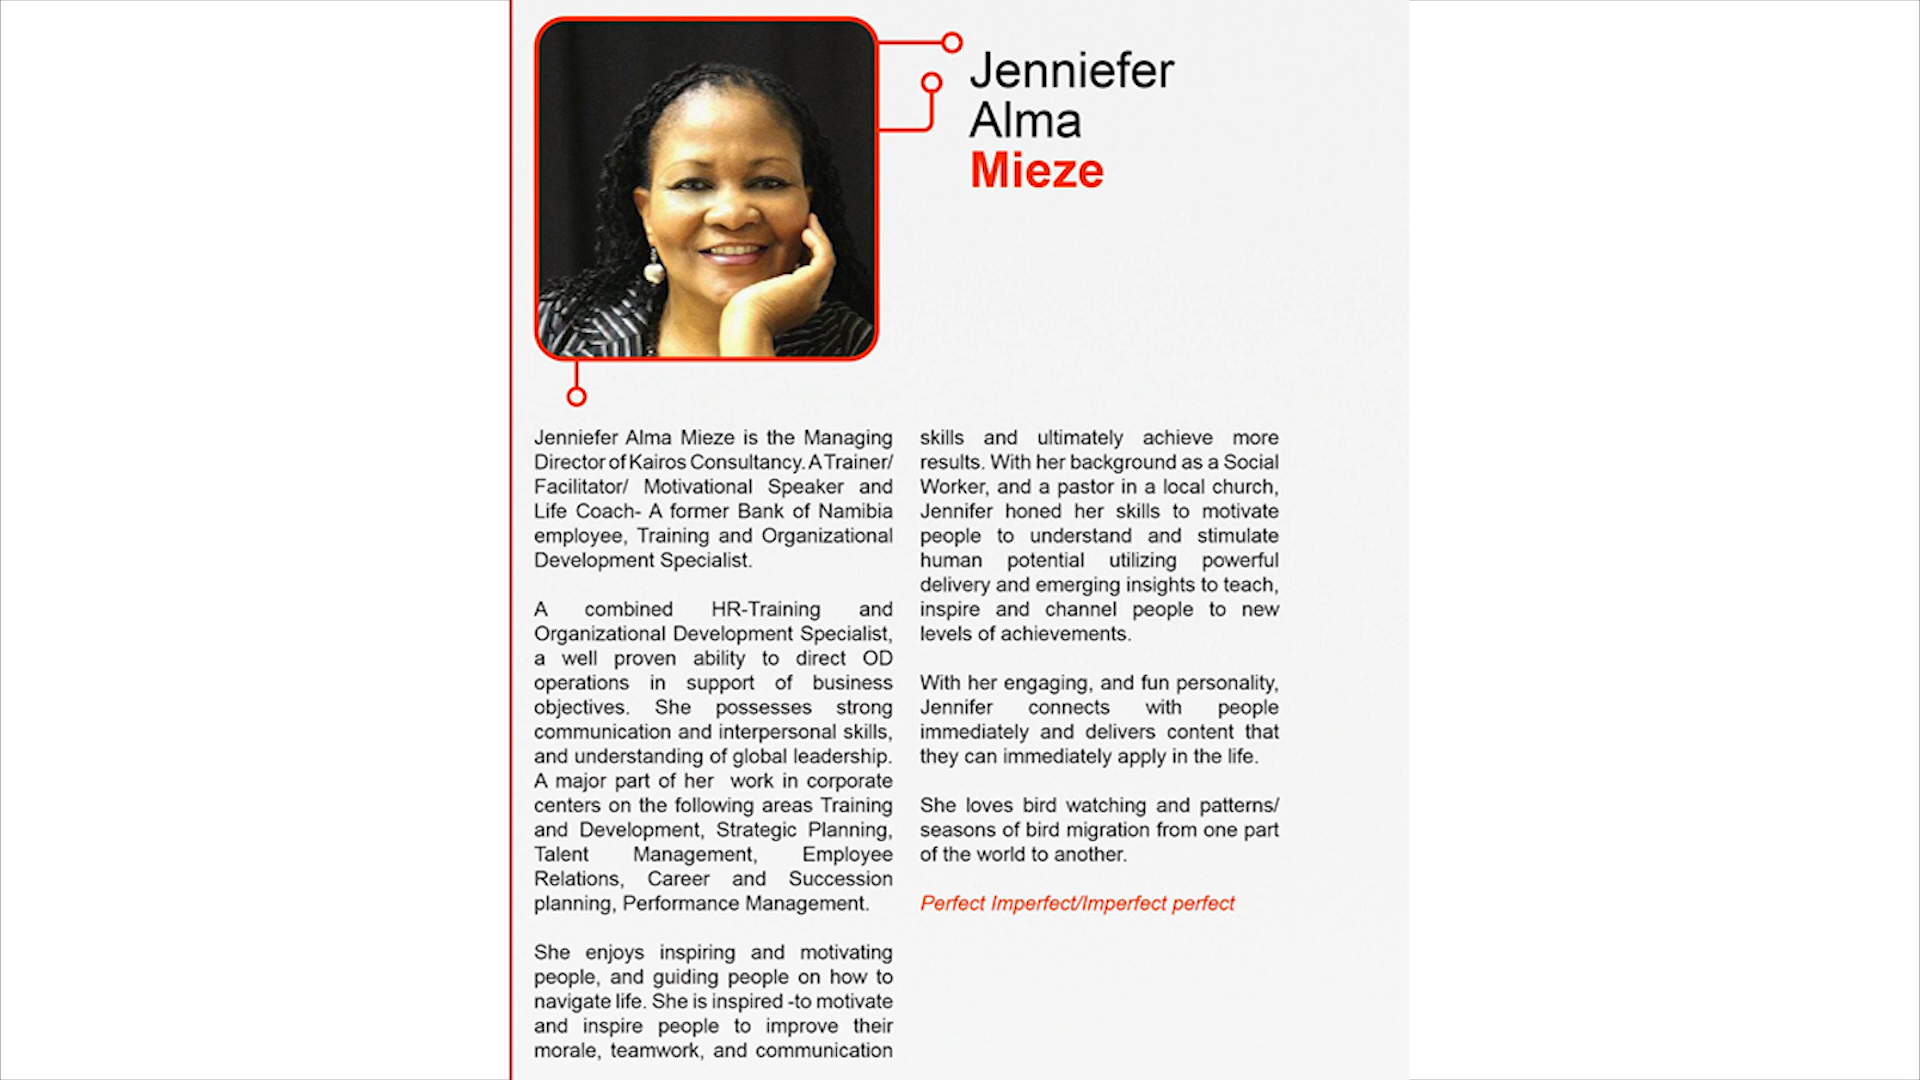 Jenniefer
Alma
Mieze
Jenniefer Alma Mieze is the Managing
Director of Kairos Consultancy. A Trainer/
Facilitator/ Motivational Speaker and
Life Coach- A former Bank of Namibia
employee, Training and Organizational
Development Specialist.
A combined HR-Training and
Organizational Development Specialist,
a well proven ability to direct OD
operations in support of business
objectives. She possesses strong
communication and interpersonal skills,
and understanding of global leadership.
A major part of her work in corporate
centers on the following areas Training
and Development, Strategic Planning,
Talent Management, Employee
Relations, Career and Succession
planning, Performance Management.
She enjoys inspiring and motivating
people, and guiding people on how to
navigate life. She is inspired -to motivate
and inspire people to improve their
morale, teamwork, and communication
skills and ultimately achieve more
results. With her background as a Social
Worker, and a pastor in a local church,
Jennifer honed her skills to motivate
people to understand and stimulate
human potential utilizing powerful
delivery and emerging insights to teach,
inspire and channel people to new
levels of achievements.
With her engaging, and fun personality,
Jennifer connects with people
immediately and delivers content that
they can immediately apply in the life.
She loves bird watching and patterns/
seasons of bird migration from one part
of the world to another.
Perfect Imperfect/Imperfect perfect